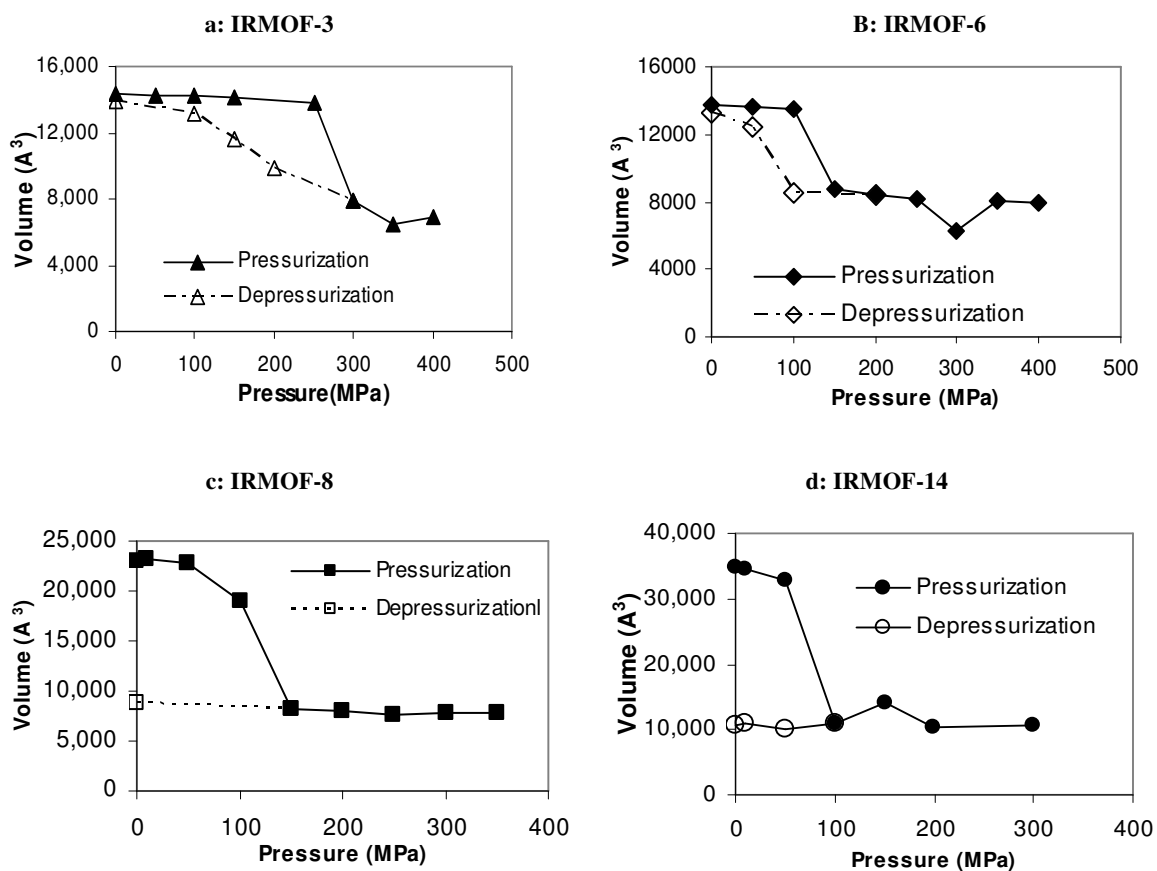 a: IRMOF-3
16,000
12,000
8,000
4,000
0
Volume (A³)
Pressurization
Depressurization
0 100 200 300 400 500
Pressure(MPa)
B: IRMOF-6
16000
12000
8000
4000
0
Volume (A³)
Pressurization
Depressurization
0 100 200 300 400 500
Pressure (MPa)
c: IRMOF-8
25,000
20,000
15,000
10,000
5,000
0
Volume (A³)
Pressurization
Depressurizationl
0 100 200 300 400
Pressure (MPa)
d: IRMOF-14
40,000
30,000
20,000
10,000
0
Volume (A³)
Pressurization
Depressurization
0 100 200 300 400
Pressure (MPa)